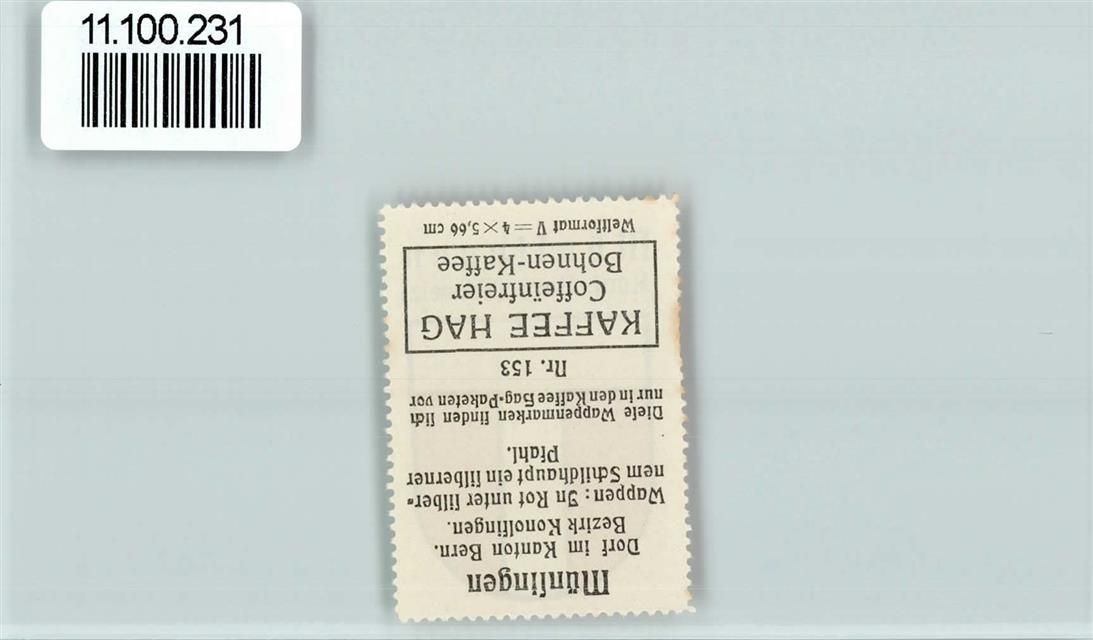 11.100.231
Münsingen
Dorf im Kanton Bern.
Bezirk Konolfingen.
Wappen: In Rot unter silber-
nem Schildhaupt ein silberner
Pfahl.
Diese Wappenmarken finden sich
nur in den Kaffee Hag-Paketen vor
Nr. 153
KAFFEE HAG
Coffeïnfreier
Bohnen-Kaffee
Weltformat V = 4 × 5,66 cm